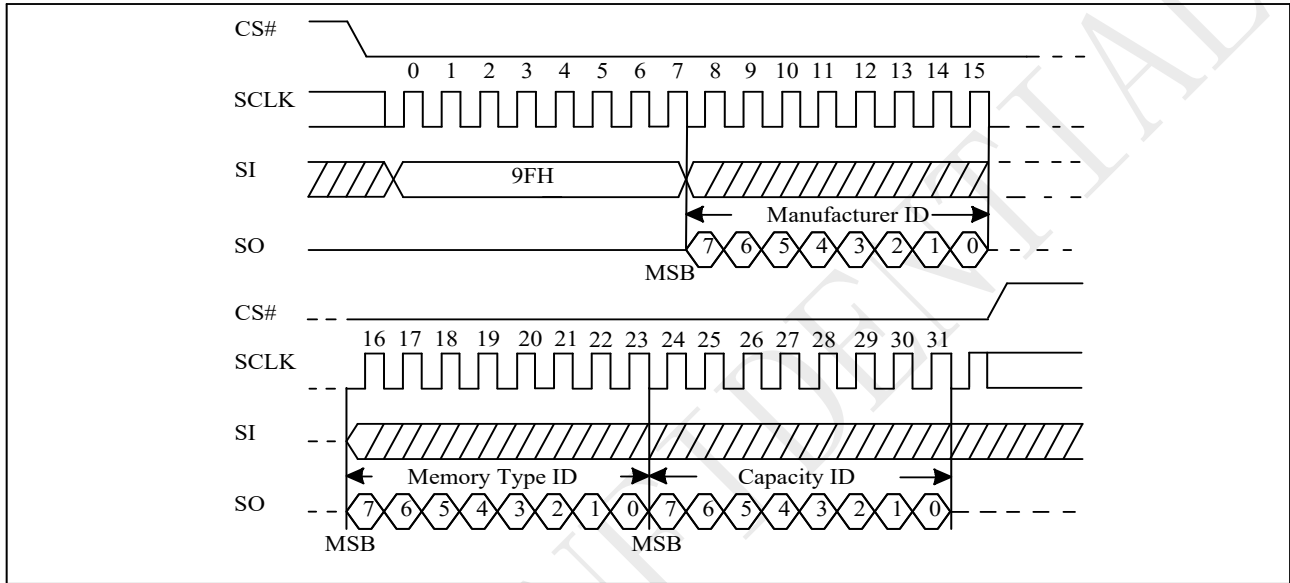 CS#
0 1 2 3 4 5 6 7 8 9 10 11 12 13 14 15
SCLK
SI
9FH
Manufacturer ID
SO
7 6 5 4 3 2 1 0
MSB
CS#
16 17 18 19 20 21 22 23 24 25 26 27 28 29 30 31
SCLK
SI
Memory Type ID Capacity ID
SO
7 6 5 4 3 2 1 0 7 6 5 4 3 2 1 0
MSB MSB
NFIDENTIAL